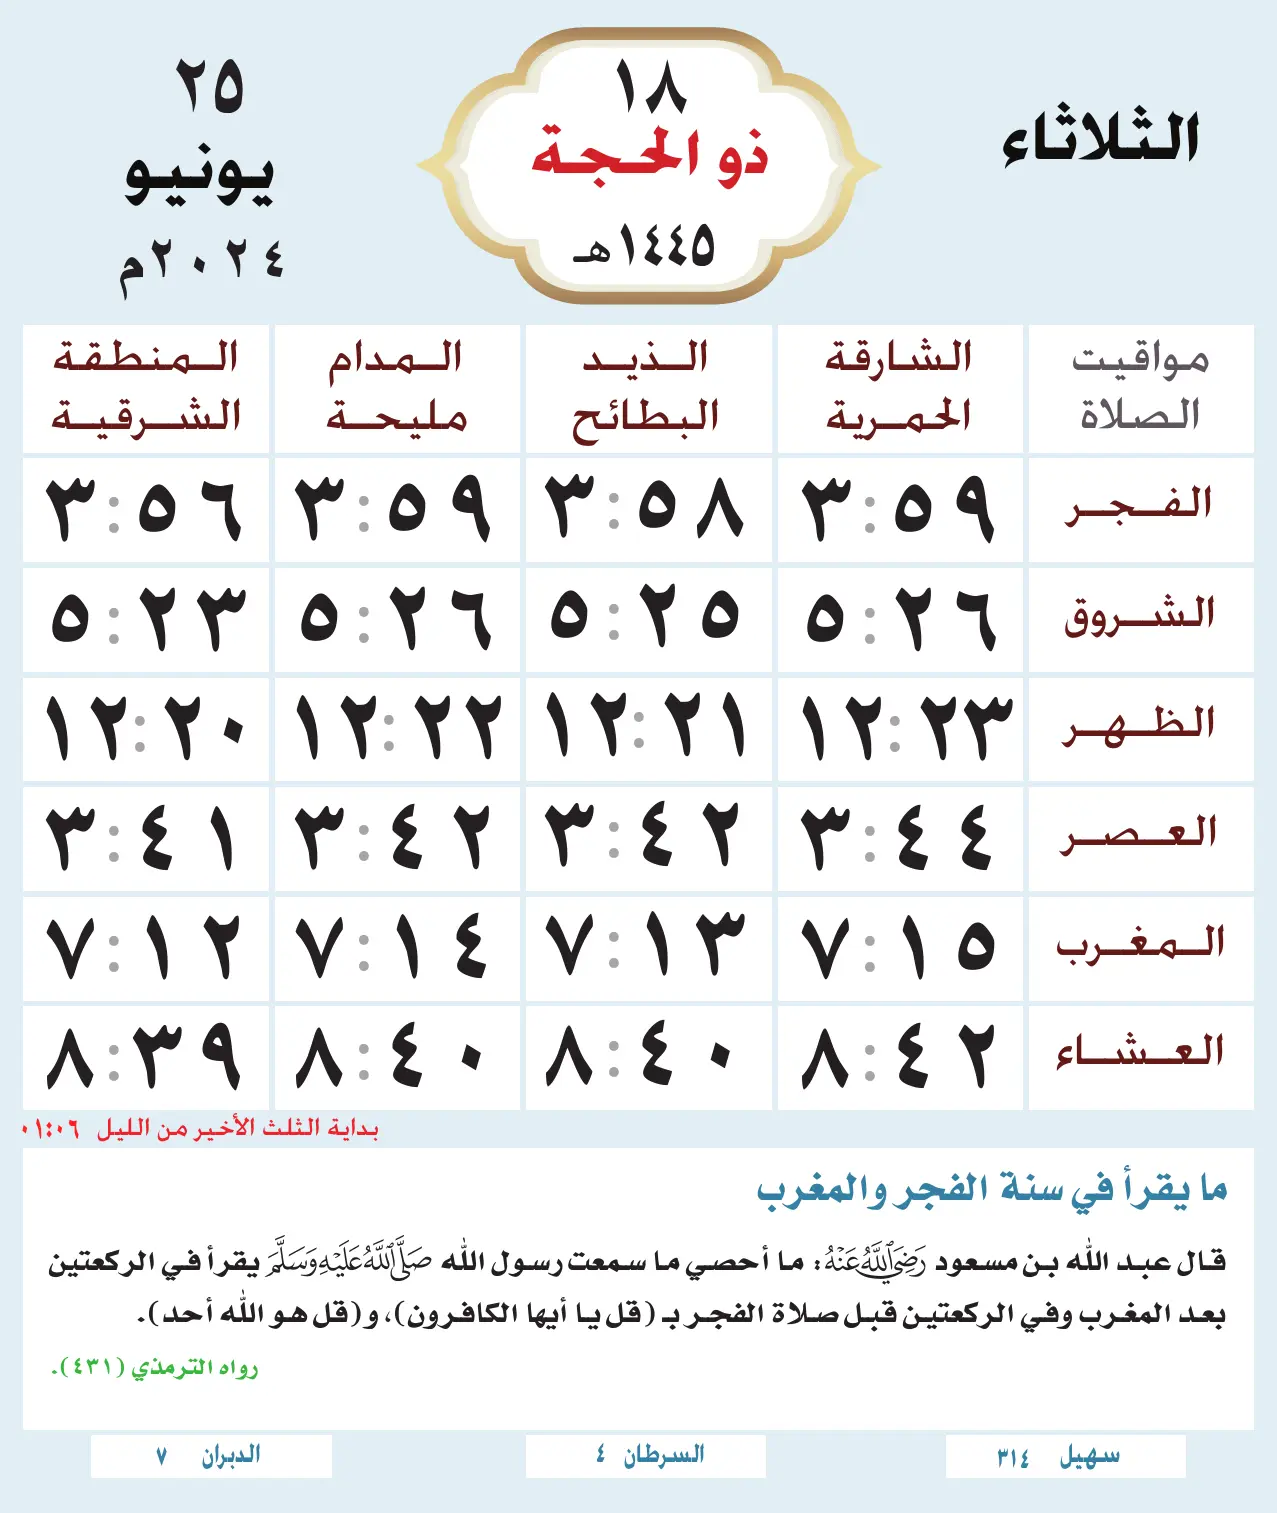 الثلاثاء
١٨
ذو الحجة
١٤٤٥هـ
٢٥
يونيو
٢٠٢٤م
مواقيت الصلاة
الشارقة الحمرية
الذيد البطائح
المدام مليحة
المنطقة الشرقية
الفجر ٣:٥٩ ٣:٥٨ ٣:٥٩ ٣:٥٦
الشروق ٥:٢٦ ٥:٢٥ ٥:٢٦ ٥:٢٣
الظهر ١٢:٢٣ ١٢:٢١ ١٢:٢٢ ١٢:٢٠
العصر ٣:٤٤ ٣:٤٢ ٣:٤٢ ٣:٤١
المغرب ٧:١٥ ٧:١٣ ٧:١٤ ٧:١٢
العشاء ٨:٤٢ ٨:٤٠ ٨:٤٠ ٨:٣٩
بداية الثلث الأخير من الليل ٠١:٠٦
ما يقرأ في سنة الفجر والمغرب
قال عبد الله بن مسعود رَضِيَ اللَّهُ عَنْهُ: ما أحصي ما سمعت رسول الله صَلَّى اللَّهُ عَلَيْهِ وَسَلَّمَ يقرأ في الركعتين
بعد المغرب وفي الركعتين قبل صلاة الفجر بـ (قل يا أيها الكافرون)، و(قل هو الله أحد).
رواه الترمذي (٤٣١).
سهيل ٣١٤
السرطان ٤
الدبران ٧